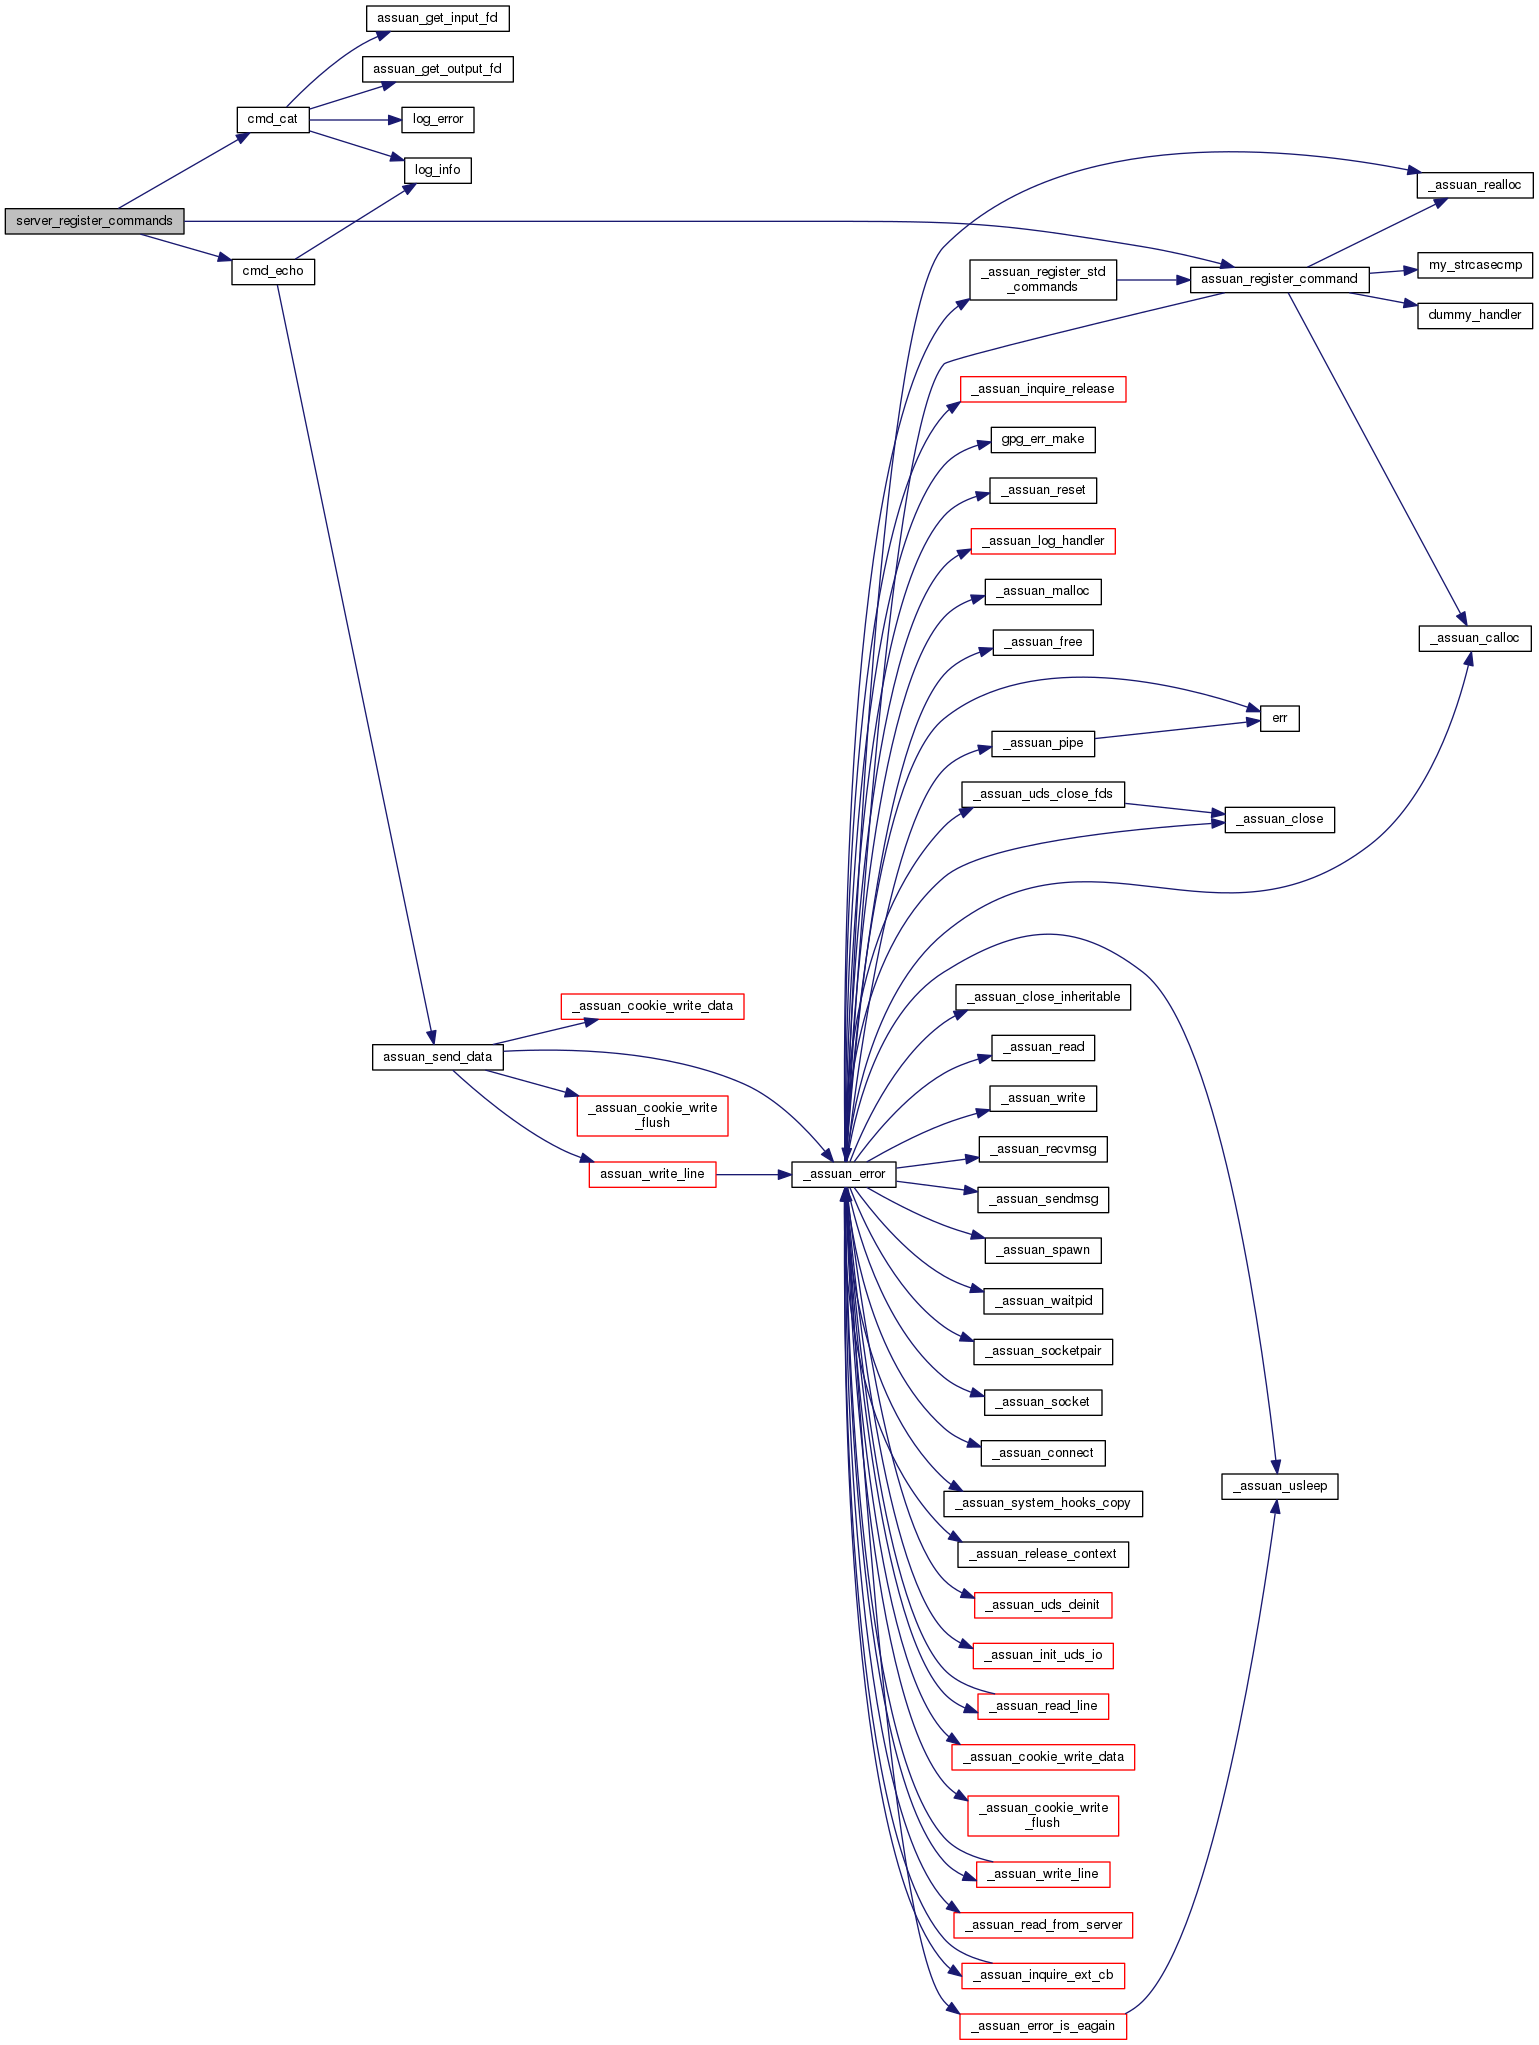 assuan_get_input_fd
assuan_get_output_fd
cmd_cat
log_error
log_info
server_register_commands
cmd_echo
_assuan_realloc
_assuan_register_std
_commands
assuan_register_command
my_strcasecmp
dummy_handler
_assuan_inquire_release
gpg_err_make
_assuan_reset
_assuan_log_handler
_assuan_malloc
_assuan_free
_assuan_calloc
err
_assuan_pipe
_assuan_uds_close_fds
_assuan_close
_assuan_close_inheritable
_assuan_cookie_write_data
_assuan_read
assuan_send_data
_assuan_write
_assuan_cookie_write
_flush
_assuan_recvmsg
assuan_write_line
_assuan_error
_assuan_sendmsg
_assuan_spawn
_assuan_waitpid
_assuan_socketpair
_assuan_socket
_assuan_connect
_assuan_usleep
_assuan_system_hooks_copy
_assuan_release_context
_assuan_uds_deinit
_assuan_init_uds_io
_assuan_read_line
_assuan_cookie_write_data
_assuan_cookie_write
_flush
_assuan_write_line
_assuan_read_from_server
_assuan_inquire_ext_cb
_assuan_error_is_eagain